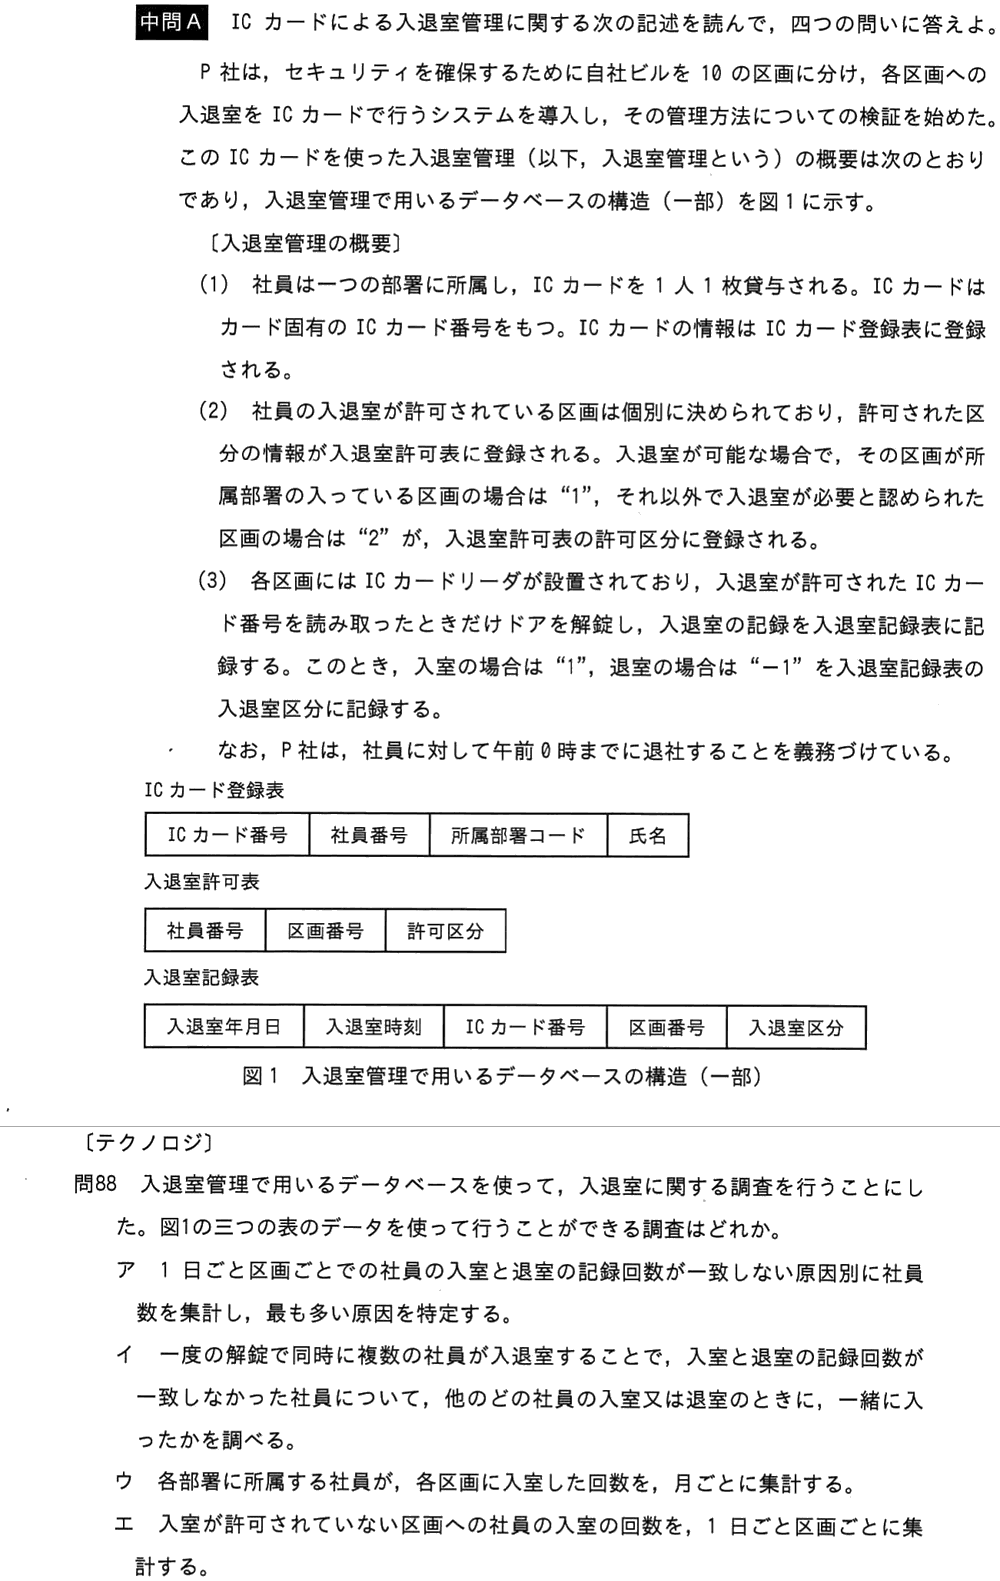 中問A ICカードによる入退室管理に関する次の記述を読んで，四つの問いに答えよ。
P社は，セキュリティを確保するために自社ビルを10の区画に分け，各区画への
入退室をICカードで行うシステムを導入し，その管理方法についての検証を始めた。
このICカードを使った入退室管理（以下，入退室管理という）の概要は次のとおり
であり，入退室管理で用いるデータベースの構造（一部）を図1に示す。
〔入退室管理の概要〕
(1) 社員は一つの部署に所属し，ICカードを1人1枚貸与される。ICカードは
カード固有のICカード番号をもつ。ICカードの情報はICカード登録表に登録
される。
(2) 社員の入退室が許可されている区画は個別に決められており，許可された区
分の情報が入退室許可表に登録される。入退室が可能な場合で，その区画が所
属部署の入っている区画の場合は“1”，それ以外で入退室が必要と認められた
区画の場合は“2”が，入退室許可表の許可区分に登録される。
(3) 各区画にはICカードリーダが設置されており，入退室が許可されたICカー
ド番号を読み取ったときだけドアを解錠し，入退室の記録を入退室記録表に記
録する。このとき，入室の場合は“1”，退室の場合は“－1”を入退室記録表の
入退室区分に記録する。
なお，P社は，社員に対して午前0時までに退社することを義務づけている。
ICカード登録表
ICカード番号 社員番号 所属部署コード 氏名
入退室許可表
社員番号 区画番号 許可区分
入退室記録表
入退室年月日 入退室時刻 ICカード番号 区画番号 入退室区分
図1 入退室管理で用いるデータベースの構造（一部）
〔テクノロジ〕
問88 入退室管理で用いるデータベースを使って，入退室に関する調査を行うことにし
た。図1の三つの表のデータを使って行うことができる調査はどれか。
ア 1日ごと区画ごとでの社員の入室と退室の記録回数が一致しない原因別に社員
数を集計し，最も多い原因を特定する。
イ 一度の解錠で同時に複数の社員が入退室することで，入室と退室の記録回数が
一致しなかった社員について，他のどの社員の入室又は退室のときに，一緒に入
ったかを調べる。
ウ 各部署に所属する社員が，各区画に入室した回数を，月ごとに集計する。
エ 入室が許可されていない区画への社員の入室の回数を，1日ごと区画ごとに集
計する。